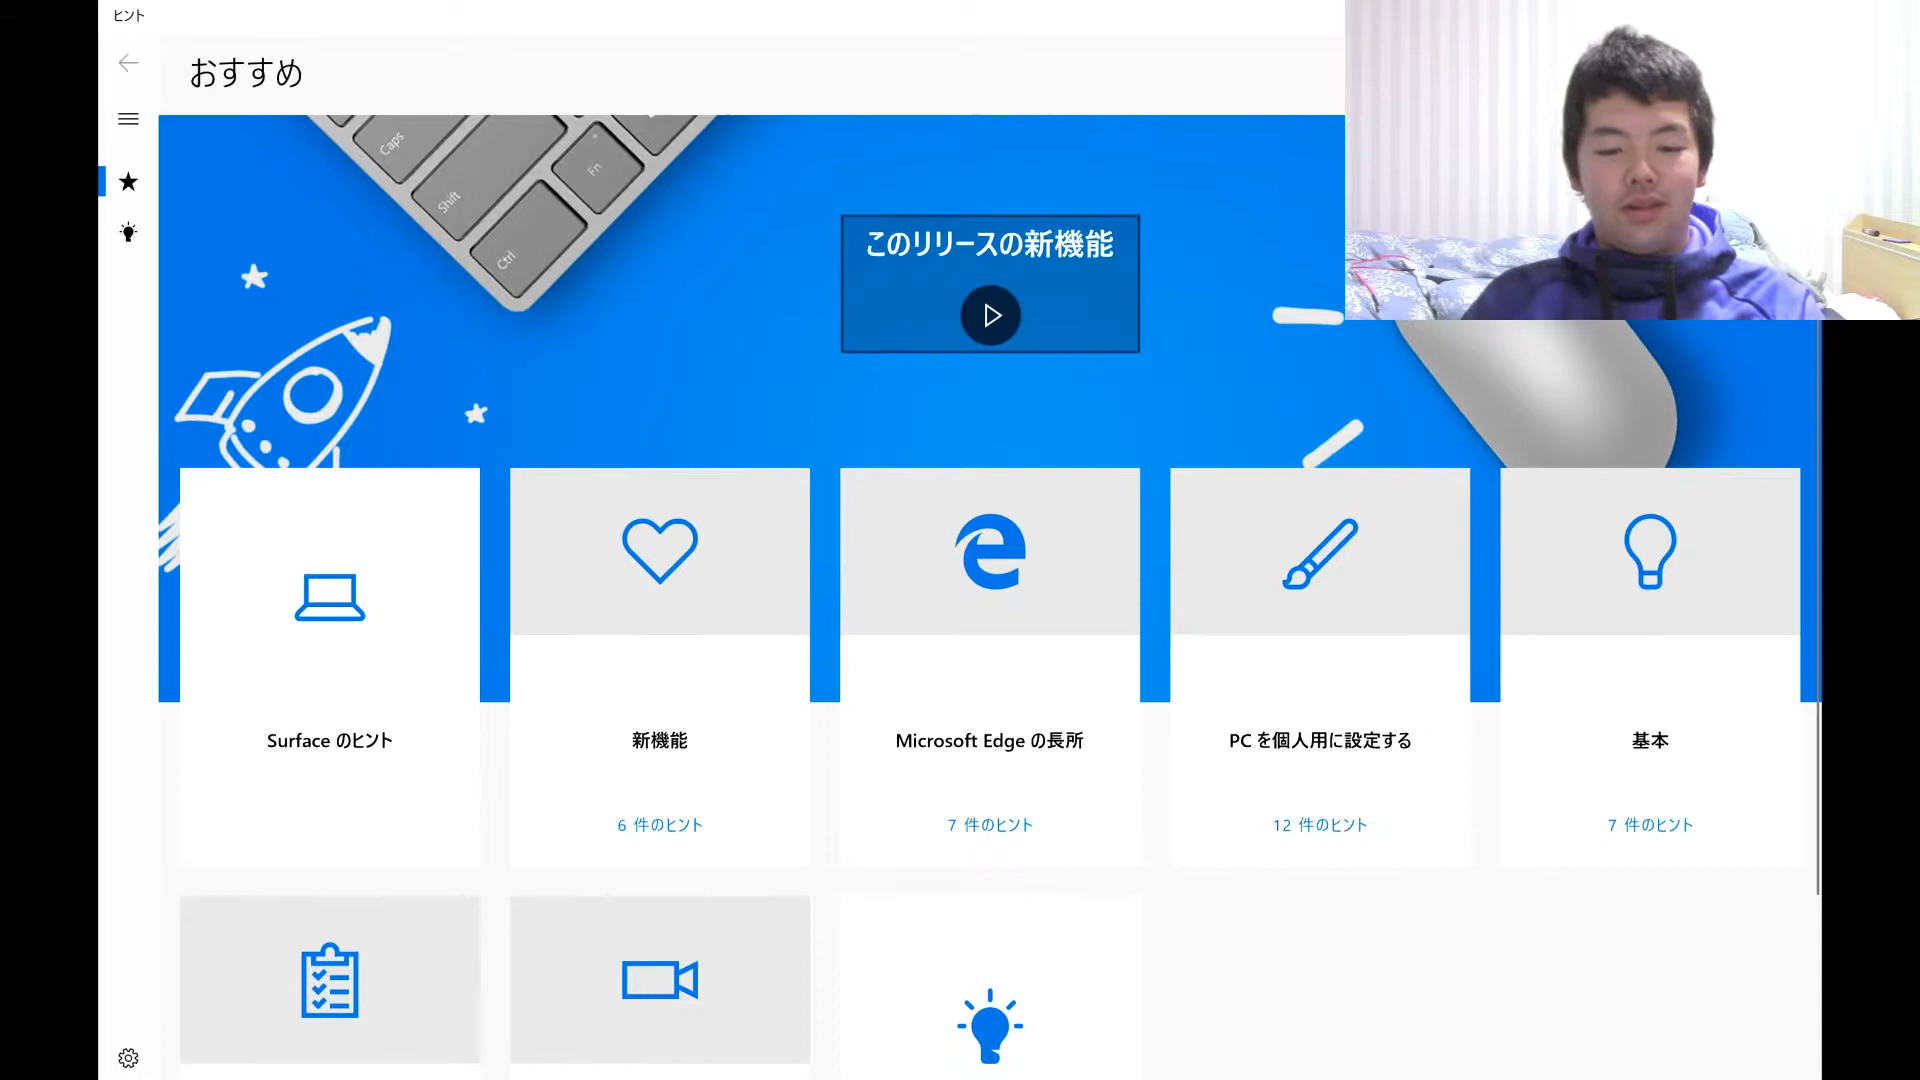 ヒント
おすすめ
Caps
Shift
Fn
Ctrl
このリリースの新機能
Surface のヒント
新機能
Microsoft Edge の長所
PC を個人用に設定する
基本
6 件のヒント
7 件のヒント
12 件のヒント
7 件のヒント